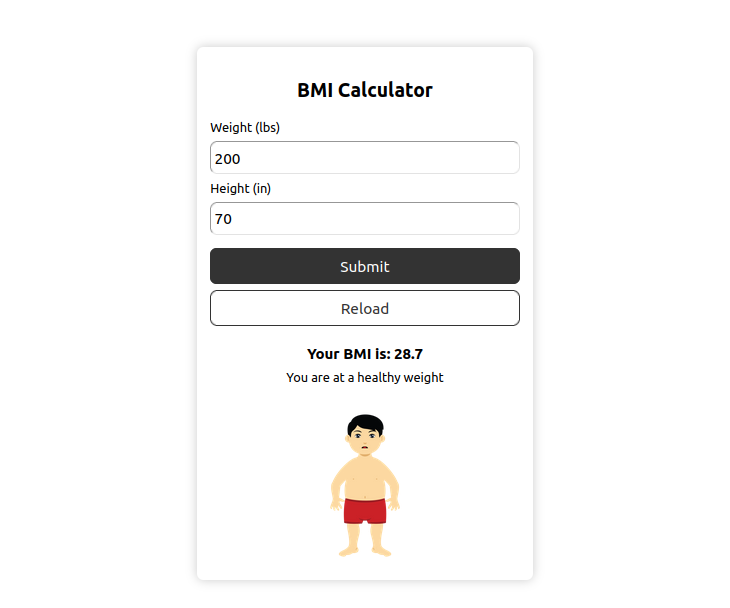 BMI Calculator
Weight (lbs)
200
Height (in)
70
Submit
Reload
Your BMI is: 28.7
You are at a healthy weight